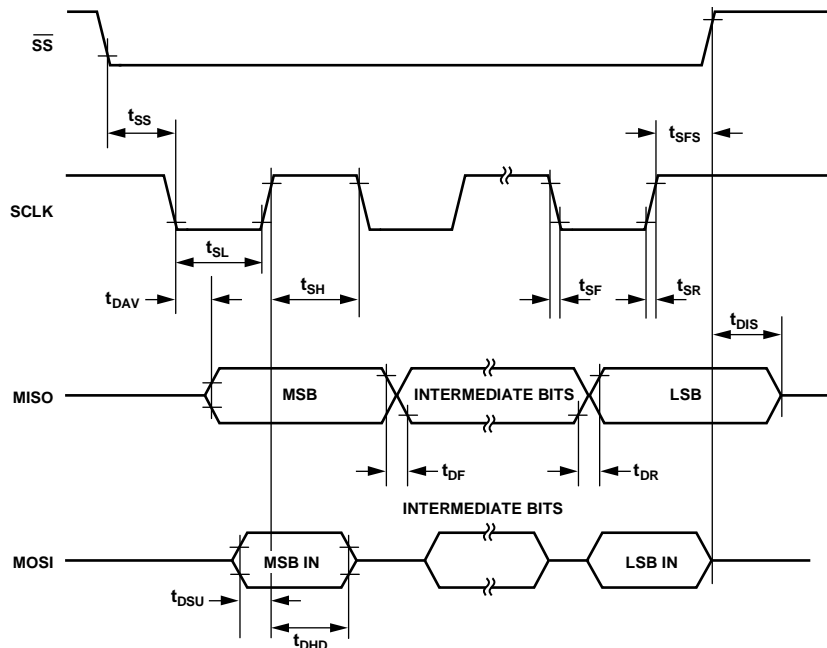 SS
tSS
tSFS
SCLK
tSL
tSH
tSF
tSR
tDAV
tDIS
MISO
MSB
INTERMEDIATE BITS
LSB
tDF
tDR
INTERMEDIATE BITS
MOSI
MSB IN
LSB IN
tDSU
tDHD